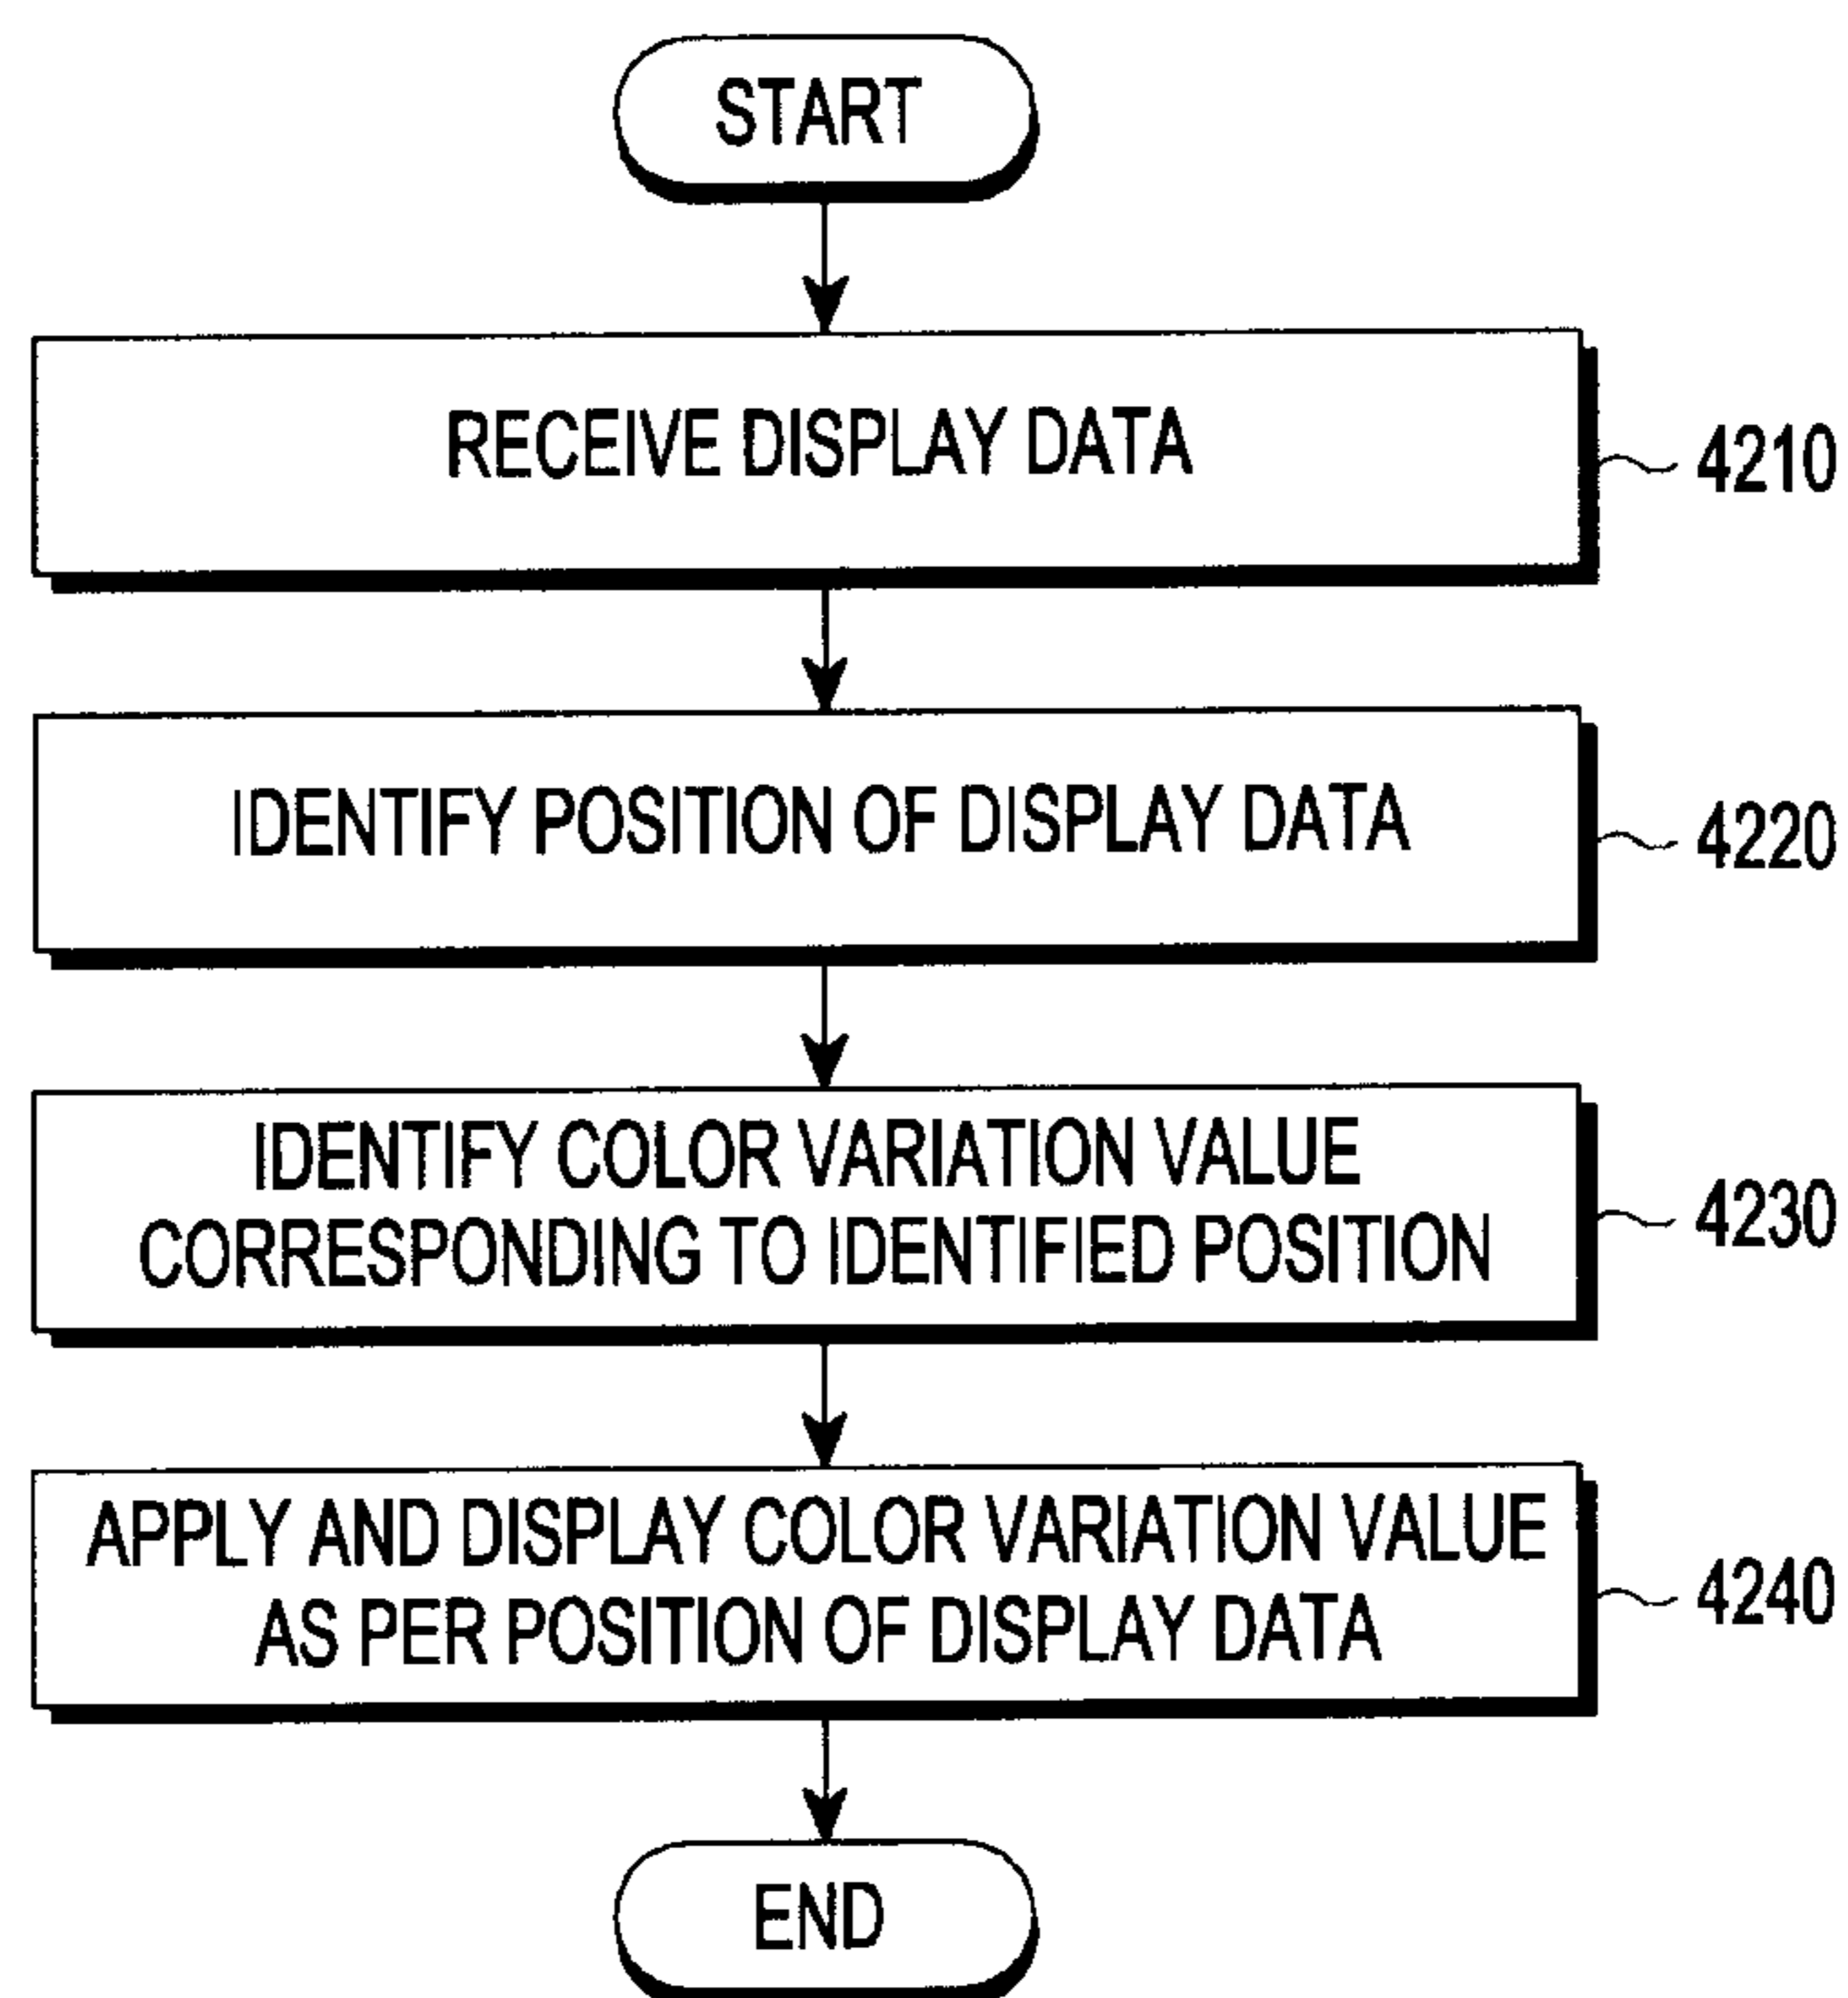 START
RECEIVE DISPLAY DATA
4210
IDENTIFY POSITION OF DISPLAY DATA
4220
IDENTIFY COLOR VARIATION VALUE
CORRESPONDING TO IDENTIFIED POSITION
4230
APPLY AND DISPLAY COLOR VARIATION VALUE
AS PER POSITION OF DISPLAY DATA
4240
END